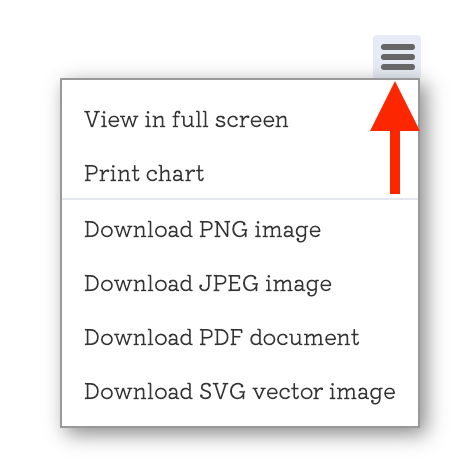 View in full screen
Print chart
Download PNG image
Download JPEG image
Download PDF document
Download SVG vector image